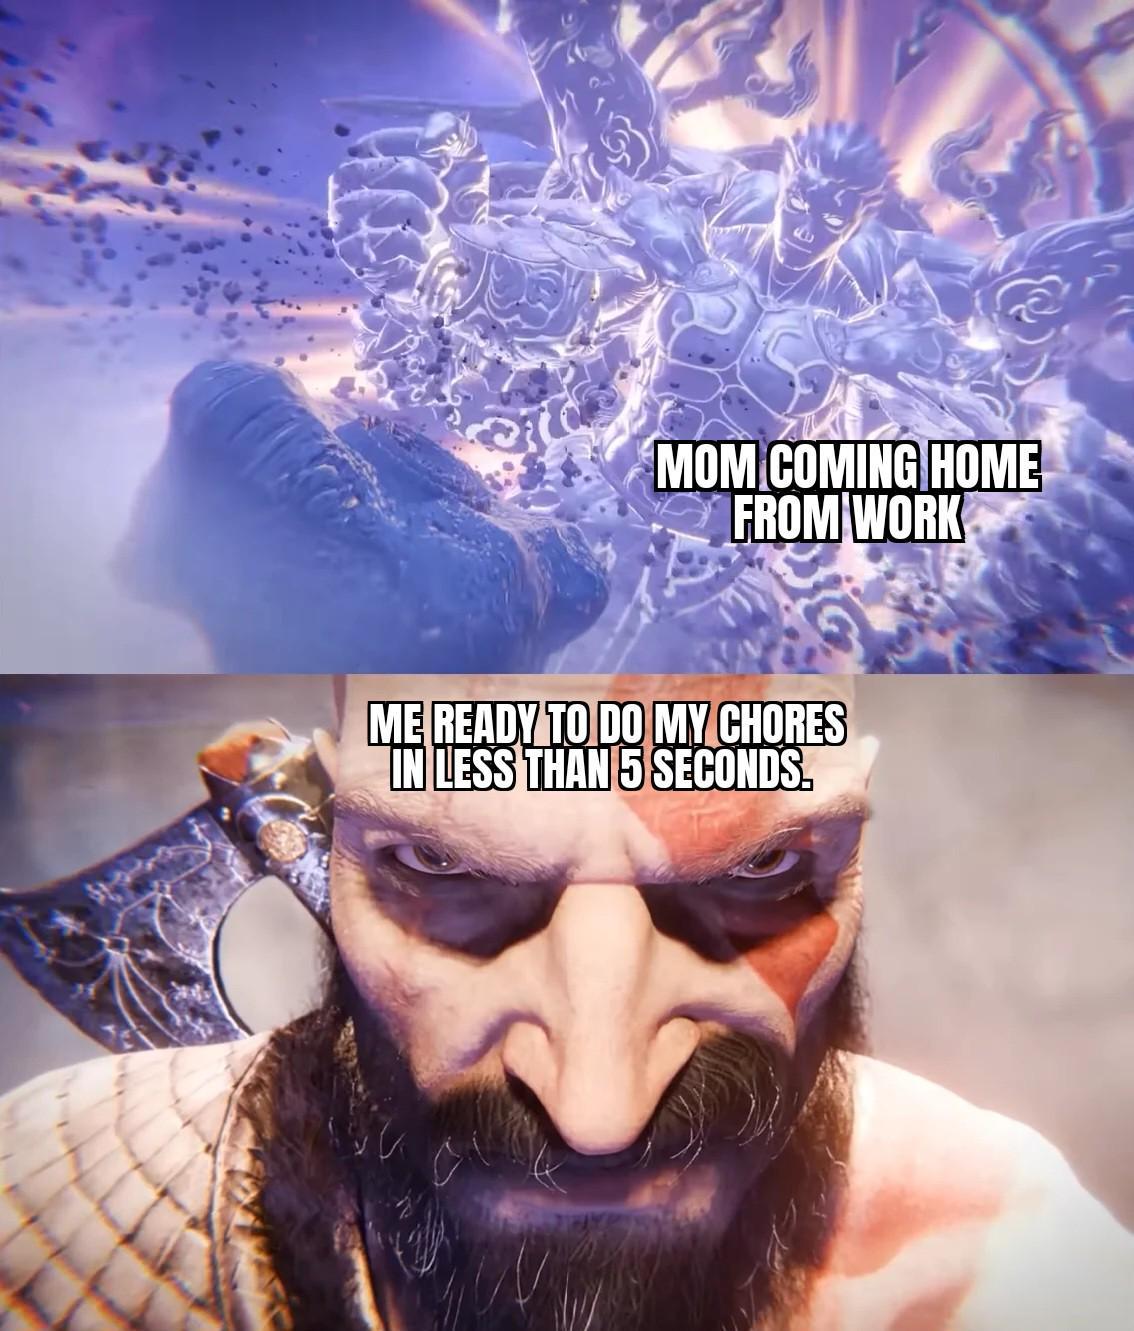 MOM COMING HOME
FROM WORK
ME READY TO DO MY CHORES
IN LESS THAN 5 SECONDS.